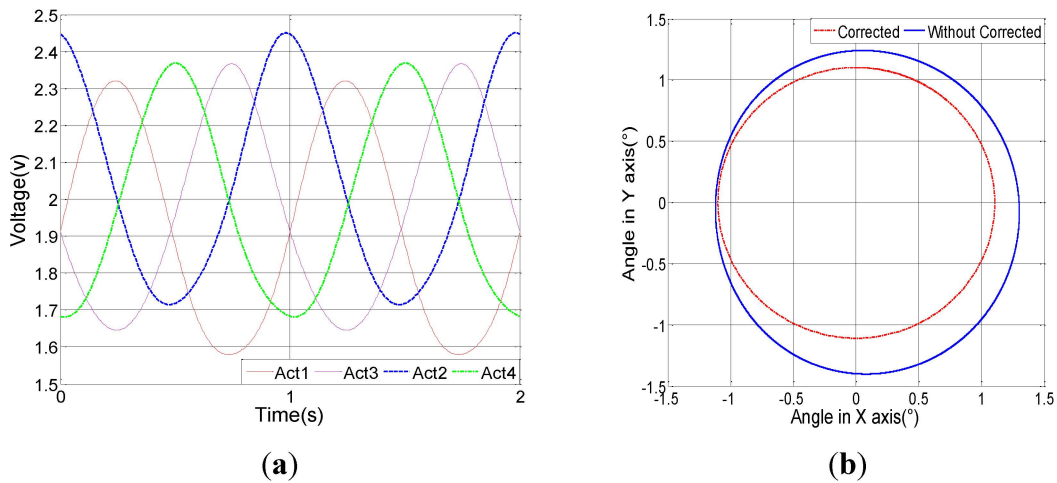 2.5
2.4
2.3
2.2
2.1
2
1.9
1.8
1.7
1.6
1.5
Voltage(v)
0
1
2
Time(s)
Act1 Act3 Act2 Act4
(a)
1.5
1
0.5
0
-0.5
-1
-1.5
Angle in Y axis(°)
Corrected Without Corrected
-1.5 -1 -0.5 0 0.5 1 1.5
Angle in X axis(°)
(b)